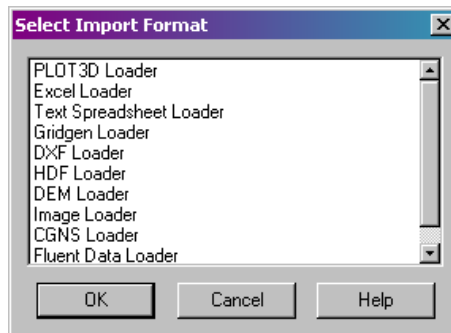 Select Import Format
PLOT3D Loader
Excel Loader
Text Spreadsheet Loader
Gridgen Loader
DXF Loader
HDF Loader
DEM Loader
Image Loader
CGNS Loader
Fluent Data Loader
OK Cancel Help